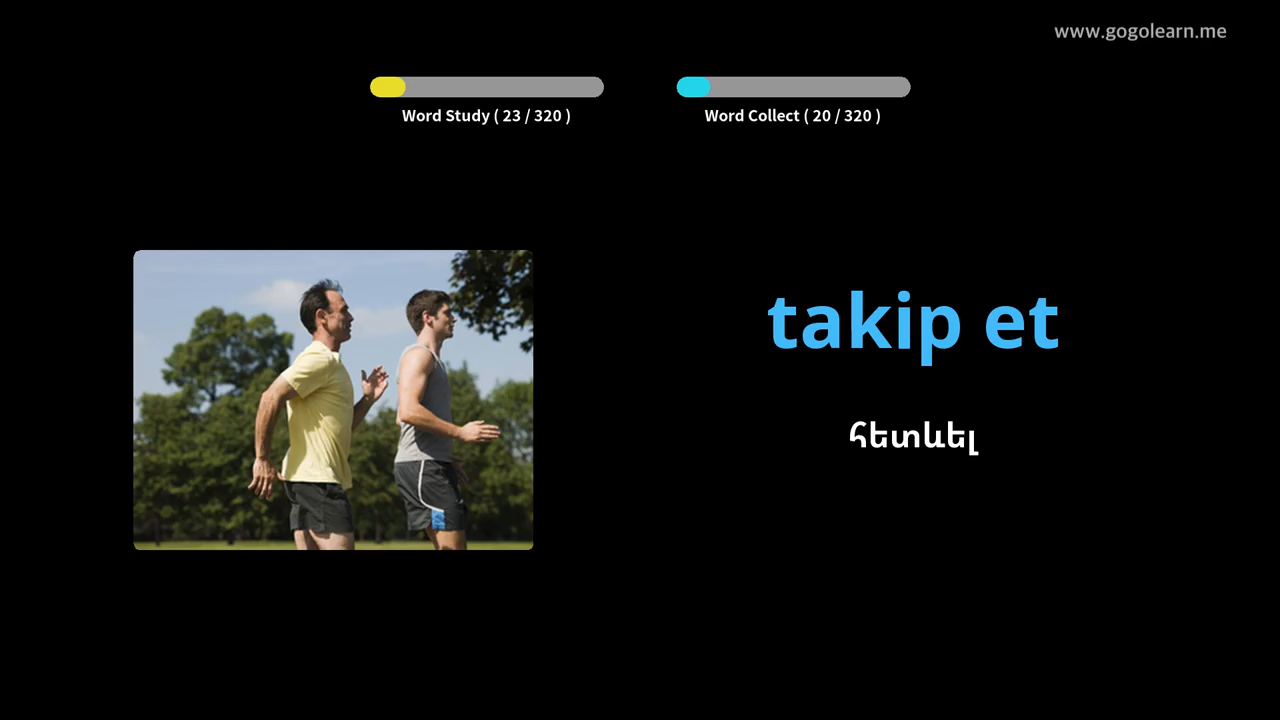 www.gogolearn.me
Word Study ( 23 / 320 )
Word Collect ( 20 / 320 )
takip et
հետևել